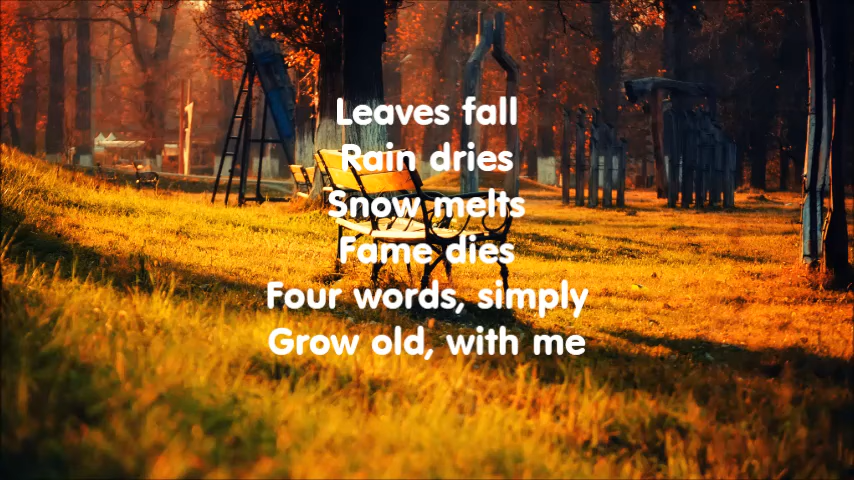 Leaves fall
Rain dries
Snow melts
Fame dies
Four words, simply
Grow old, with me